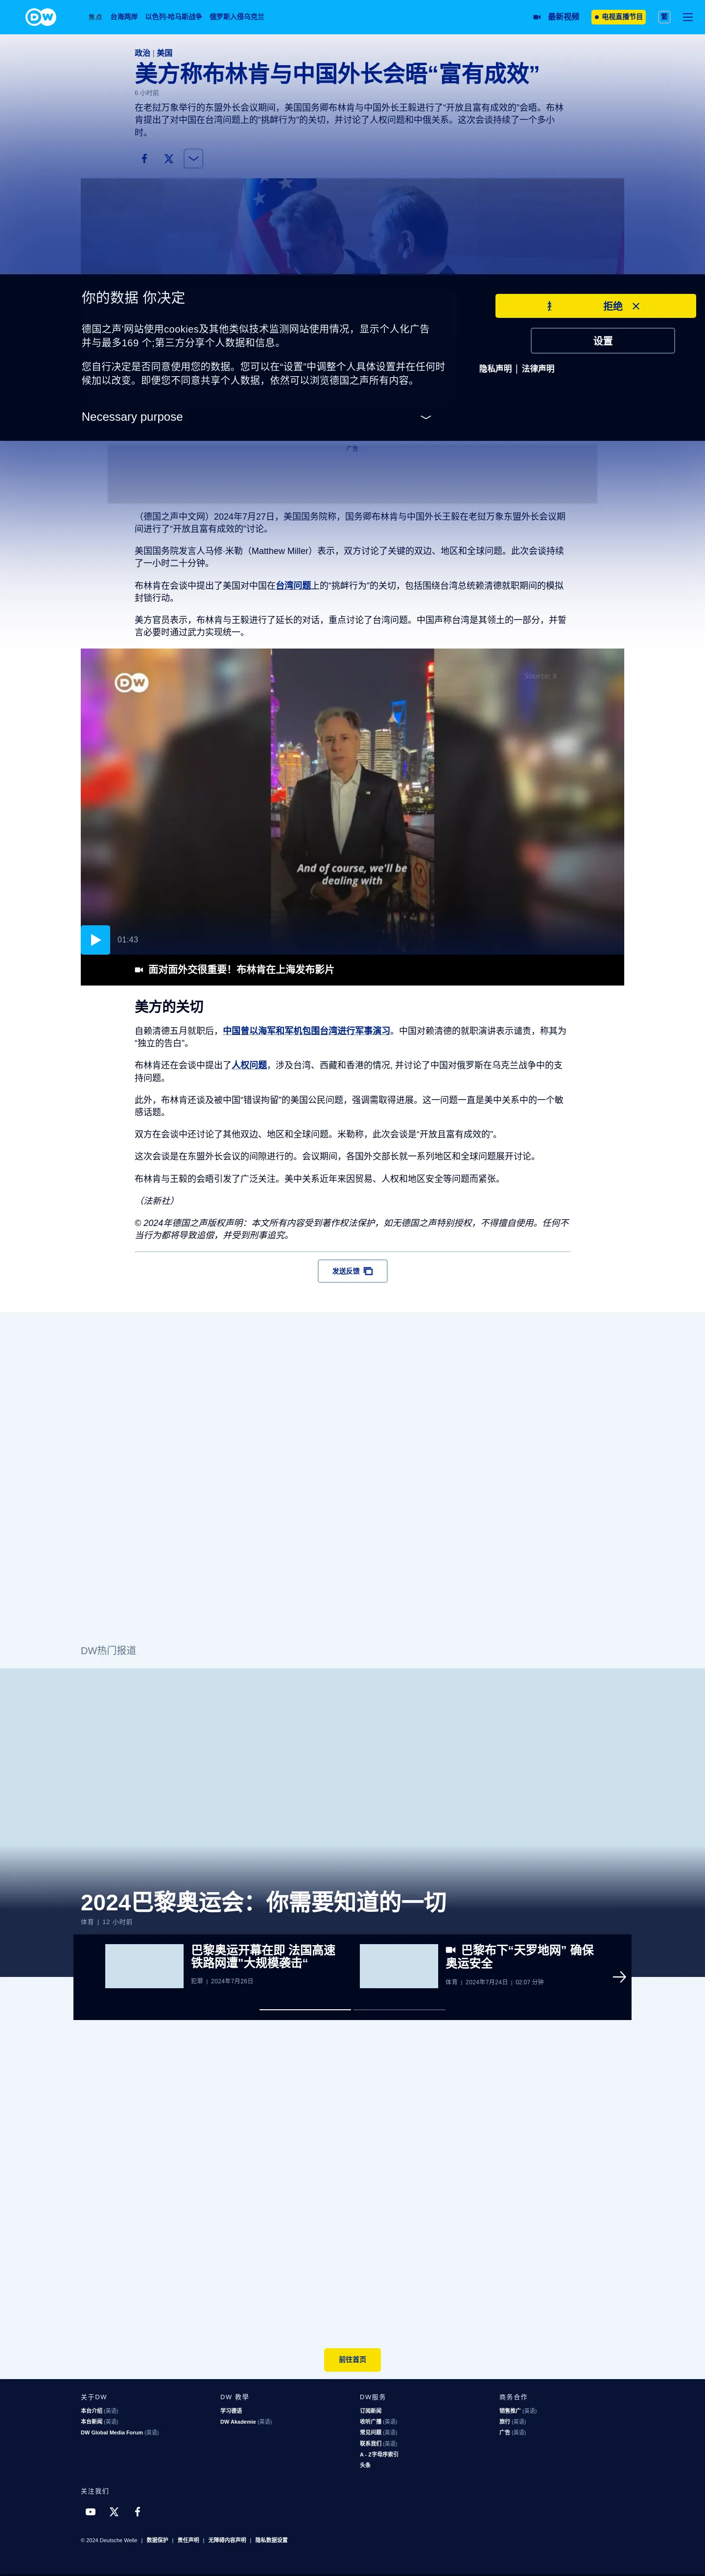 DW 焦点 台海两岸 以色列-哈马斯战争 俄罗斯入侵乌克兰 最新视频 电视直播节目 繁
政治 | 美国
美方称布林肯与中国外长会晤“富有成效”
6 小时前
在老挝万象举行的东盟外长会议期间，美国国务卿布林肯与中国外长王毅进行了“开放且富有成效的”会晤。布林
肯提出了对中国在台湾问题上的“挑衅行为”的关切，并讨论了人权问题和中俄关系。这次会谈持续了一个多小
时。
你的数据 你决定
德国之声'网站使用cookies及其他类似技术监测网站使用情况，显示个人化广告
并与最多169 个;第三方分享个人数据和信息。
您自行决定是否同意使用您的数据。您可以在“设置”中调整个人具体设置并在任何时
候加以改变。即便您不同意共享个人数据，依然可以浏览德国之声所有内容。
Necessary purpose
拒绝
设置
隐私声明 | 法律声明
广告
（德国之声中文网）2024年7月27日，美国国务院称，国务卿布林肯与中国外长王毅在老挝万象东盟外长会议期
间进行了“开放且富有成效的”讨论。
美国国务院发言人马修·米勒（Matthew Miller）表示，双方讨论了关键的双边、地区和全球问题。此次会谈持续
了一小时二十分钟。
布林肯在会谈中提出了美国对中国在台湾问题上的“挑衅行为”的关切，包括围绕台湾总统赖清德就职期间的模拟
封锁行动。
美方官员表示，布林肯与王毅进行了延长的对话，重点讨论了台湾问题。中国声称台湾是其领土的一部分，并誓
言必要时通过武力实现统一。
DW
Source: X
And of course, we'll be
dealing with
01:43
面对面外交很重要！布林肯在上海发布影片
美方的关切
自赖清德五月就职后，中国曾以海军和军机包围台湾进行军事演习。中国对赖清德的就职演讲表示谴责，称其为
“独立的告白”。
布林肯还在会谈中提出了人权问题，涉及台湾、西藏和香港的情况, 并讨论了中国对俄罗斯在乌克兰战争中的支
持问题。
此外，布林肯还谈及被中国“错误拘留”的美国公民问题，强调需取得进展。这一问题一直是美中关系中的一个敏
感话题。
双方在会谈中还讨论了其他双边、地区和全球问题。米勒称，此次会谈是“开放且富有成效的”。
这次会谈是在东盟外长会议的间隙进行的。会议期间，各国外交部长就一系列地区和全球问题展开讨论。
布林肯与王毅的会晤引发了广泛关注。美中关系近年来因贸易、人权和地区安全等问题而紧张。
（法新社）
© 2024年德国之声版权声明：本文所有内容受到著作权法保护，如无德国之声特别授权，不得擅自使用。任何不
当行为都将导致追偿，并受到刑事追究。
发送反馈
DW热门报道
2024巴黎奥运会：你需要知道的一切
体育 | 12 小时前
巴黎奥运开幕在即 法国高速
铁路网遭"大规模袭击“
犯罪 | 2024年7月26日
巴黎布下“天罗地网” 确保
奥运安全
体育 | 2024年7月24日 | 02:07 分钟
前往首页
关于DW
本台介绍 (英语)
本台新闻 (英语)
DW Global Media Forum (英语)
DW 教學
学习德语
DW Akademie (英语)
DW服务
订阅新闻
收听广播 (英语)
常见问题 (英语)
联系我们 (英语)
A - Z字母序索引
头条
商务合作
销售推广 (英语)
旅行 (英语)
广告 (英语)
关注我们
© 2024 Deutsche Welle | 数据保护 | 责任声明 | 无障碍内容声明 | 隐私数据设置